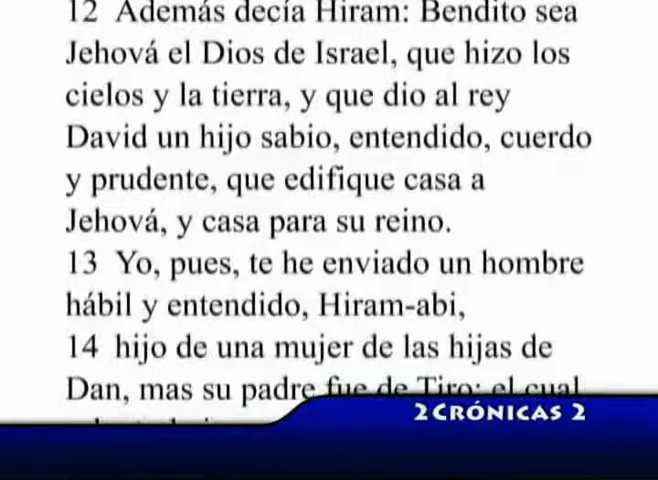 12 Además decía Hiram: Bendito sea
Jehová el Dios de Israel, que hizo los
cielos y la tierra, y que dio al rey
David un hijo sabio, entendido, cuerdo
y prudente, que edifique casa a
Jehová, y casa para su reino.
13 Yo, pues, te he enviado un hombre
hábil y entendido, Hiram-abi,
14 hijo de una mujer de las hijas de
Dan, mas su padre fue de Tiro; el cual
2CRÓNICAS 2